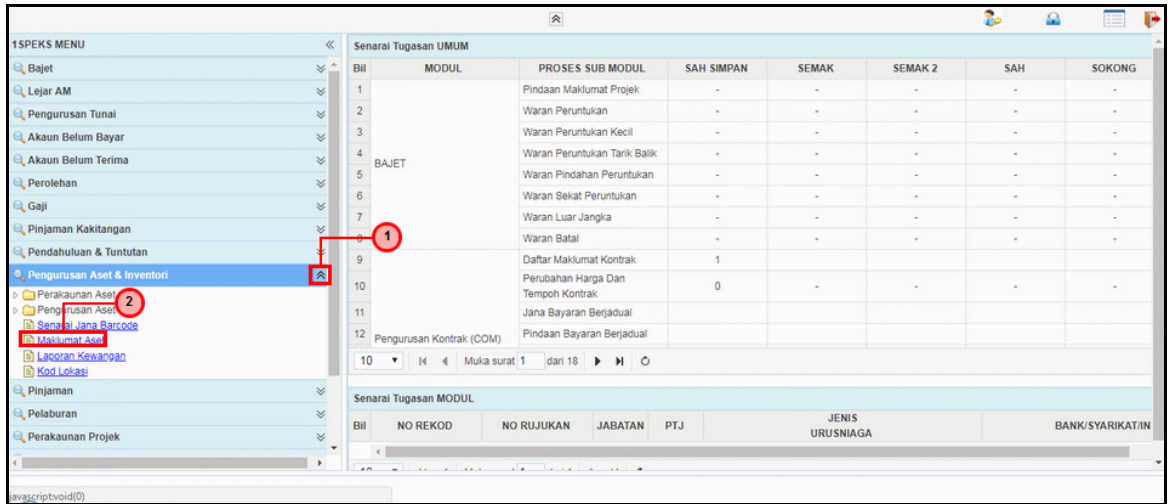 1SPEKS MENU
Bajet
Lejar AM
Pengurusan Tunai
Akaun Belum Bayar
Akaun Belum Terima
Perolehan
Gaji
Pinjaman Kakitangan
Pendahuluan & Tuntutan
1
Pengurusan Aset & Inventori
Perakaunan Aset
Pengurusan Aset
2
Senarai Jana Barcode
Maklumat Aset
Laporan Kewangan
Kod Lokasi
Pinjaman
Pelaburan
Perakaunan Projek
Senarai Tugasan UMUM
Bil MODUL PROSES SUB MODUL SAH SIMPAN SEMAK SEMAK 2 SAH SOKONG
1 Pindaan Maklumat Projek - - - - -
2 Waran Peruntukan - - - - -
3 Waran Peruntukan Kecil - - - - -
4 Waran Peruntukan Tarik Balik - - - - -
BAJET
5 Waran Pindahan Peruntukan - - - - -
6 Waran Sekat Peruntukan - - - - -
7 Waran Luar Jangka - - - - -
8 Waran Batal - - - - -
9 Daftar Maklumat Kontrak 1
10 Perubahan Harga Dan 0 - - - -
Tempoh Kontrak
11 Jana Bayaran Berjadual
12 Pengurusan Kontrak (COM) Pindaan Bayaran Berjadual
10 Muka surat 1 dari 18
Senarai Tugasan MODUL
Bil NO REKOD NO RUJUKAN JABATAN PTJ JENIS BANK/SYARIKAT/IN
URUSNIAGA
javascript:void(0)